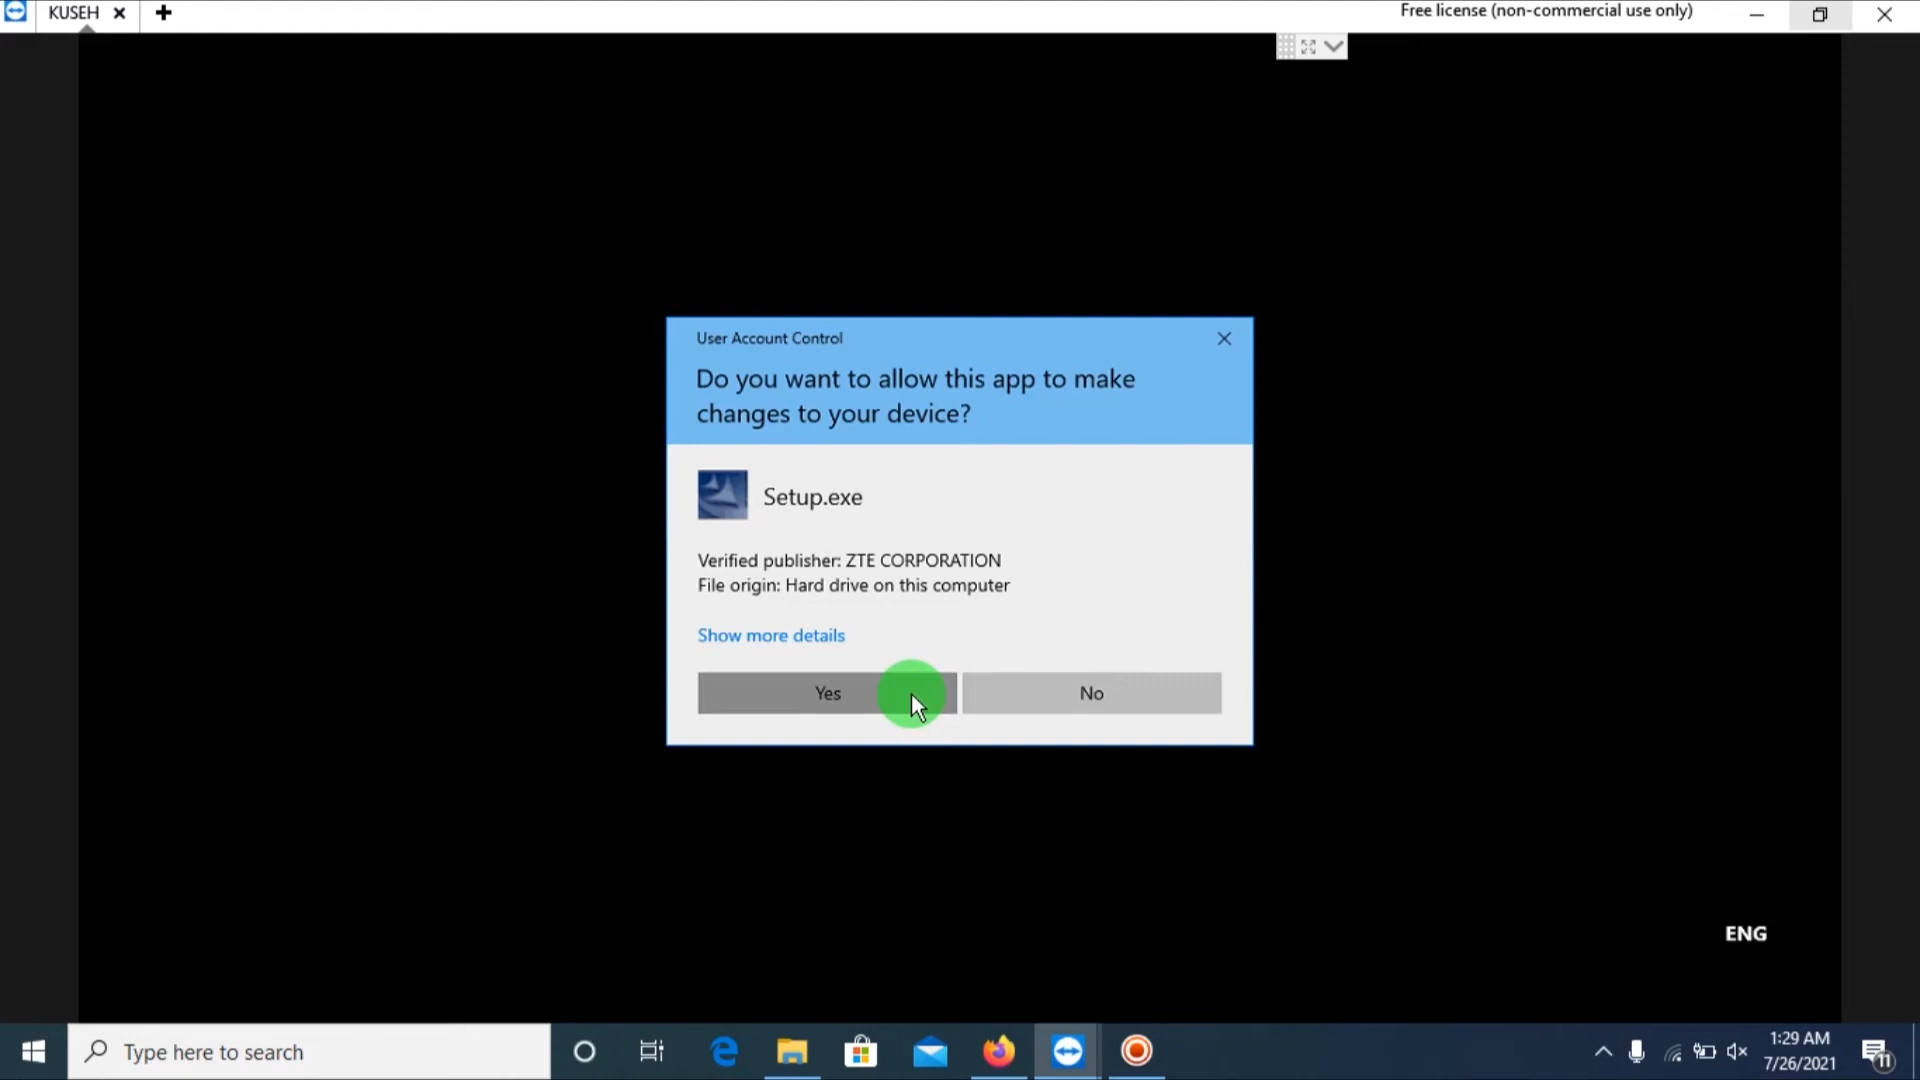 KUSEH
Free license (non-commercial use only)
User Account Control
Do you want to allow this app to make
changes to your device?
Setup.exe
Verified publisher: ZTE CORPORATION
File origin: Hard drive on this computer
Show more details
Yes
No
ENG
Type here to search
1:29 AM
7/26/2021
11